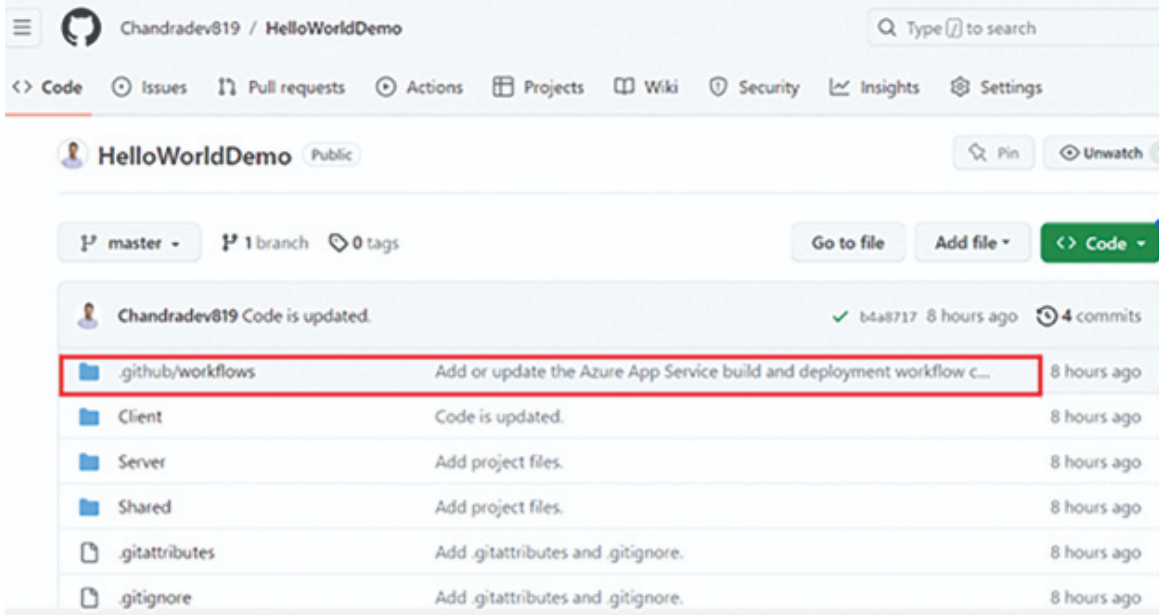 Chandradev819 / HelloWorldDemo Type / to search
<> Code Issues Pull requests Actions Projects Wiki Security Insights Settings
HelloWorldDemo Public Pin Unwatch
master 1 branch 0 tags Go to file Add file <> Code
Chandradev819 Code is updated. b4a8717 8 hours ago 4 commits
.github/workflows Add or update the Azure App Service build and deployment workflow c... 8 hours ago
Client Code is updated. 8 hours ago
Server Add project files. 8 hours ago
Shared Add project files. 8 hours ago
.gitattributes Add .gitattributes and .gitignore. 8 hours ago
.gitignore Add .gitattributes and .gitignore. 8 hours ago